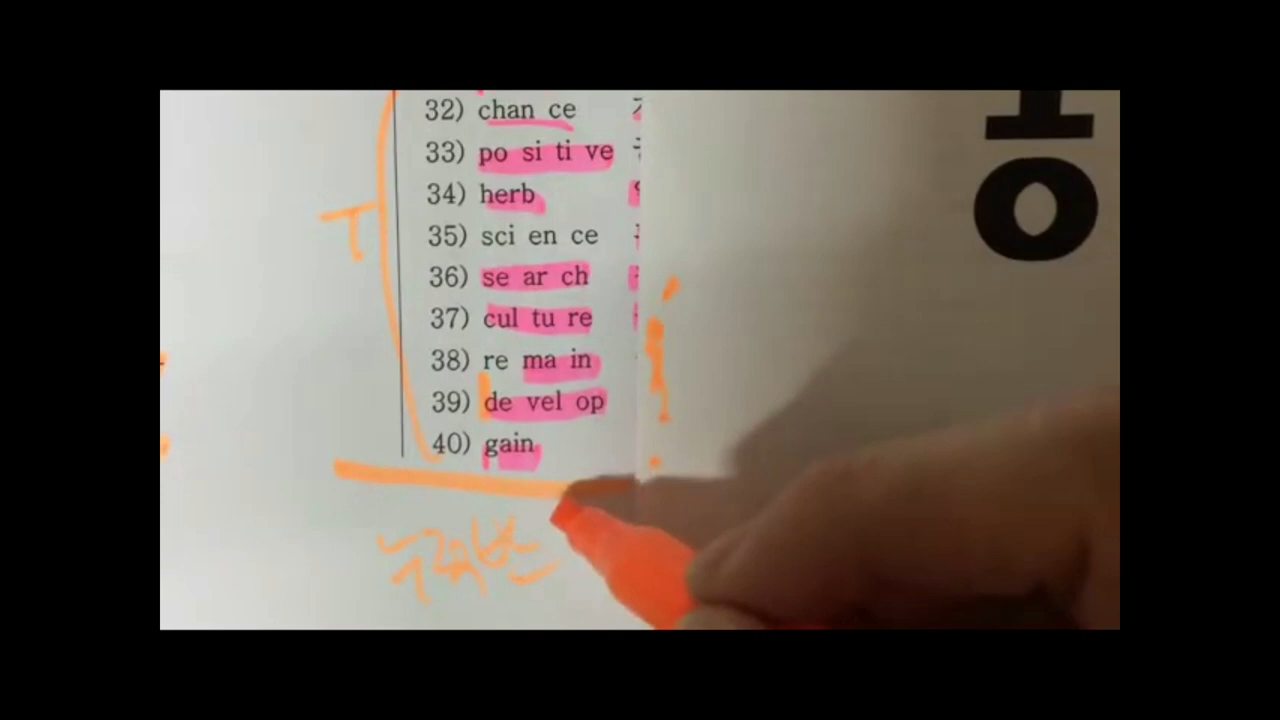 32) chan ce
33) po si ti ve
34) herb
35) sci en ce
36) se ar ch
37) cul tu re
38) re ma in
39) de vel op
40) gain